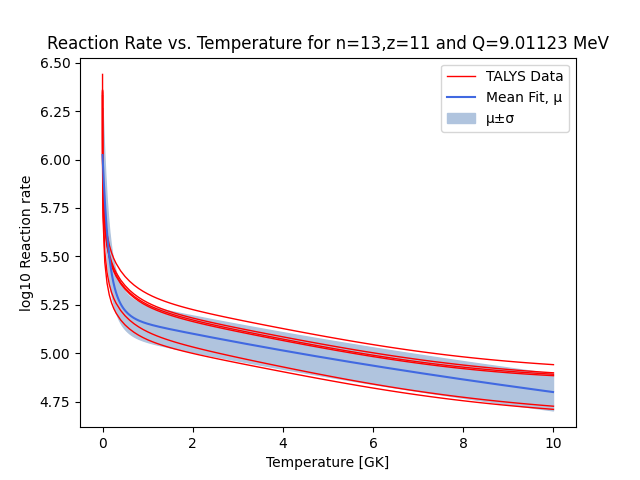 Reaction Rate vs. Temperature for n=13,z=11 and Q=9.01123 MeV
TALYS Data
Mean Fit, μ
μ±σ
log10 Reaction rate
6.50
6.25
6.00
5.75
5.50
5.25
5.00
4.75
0 2 4 6 8 10
Temperature [GK]